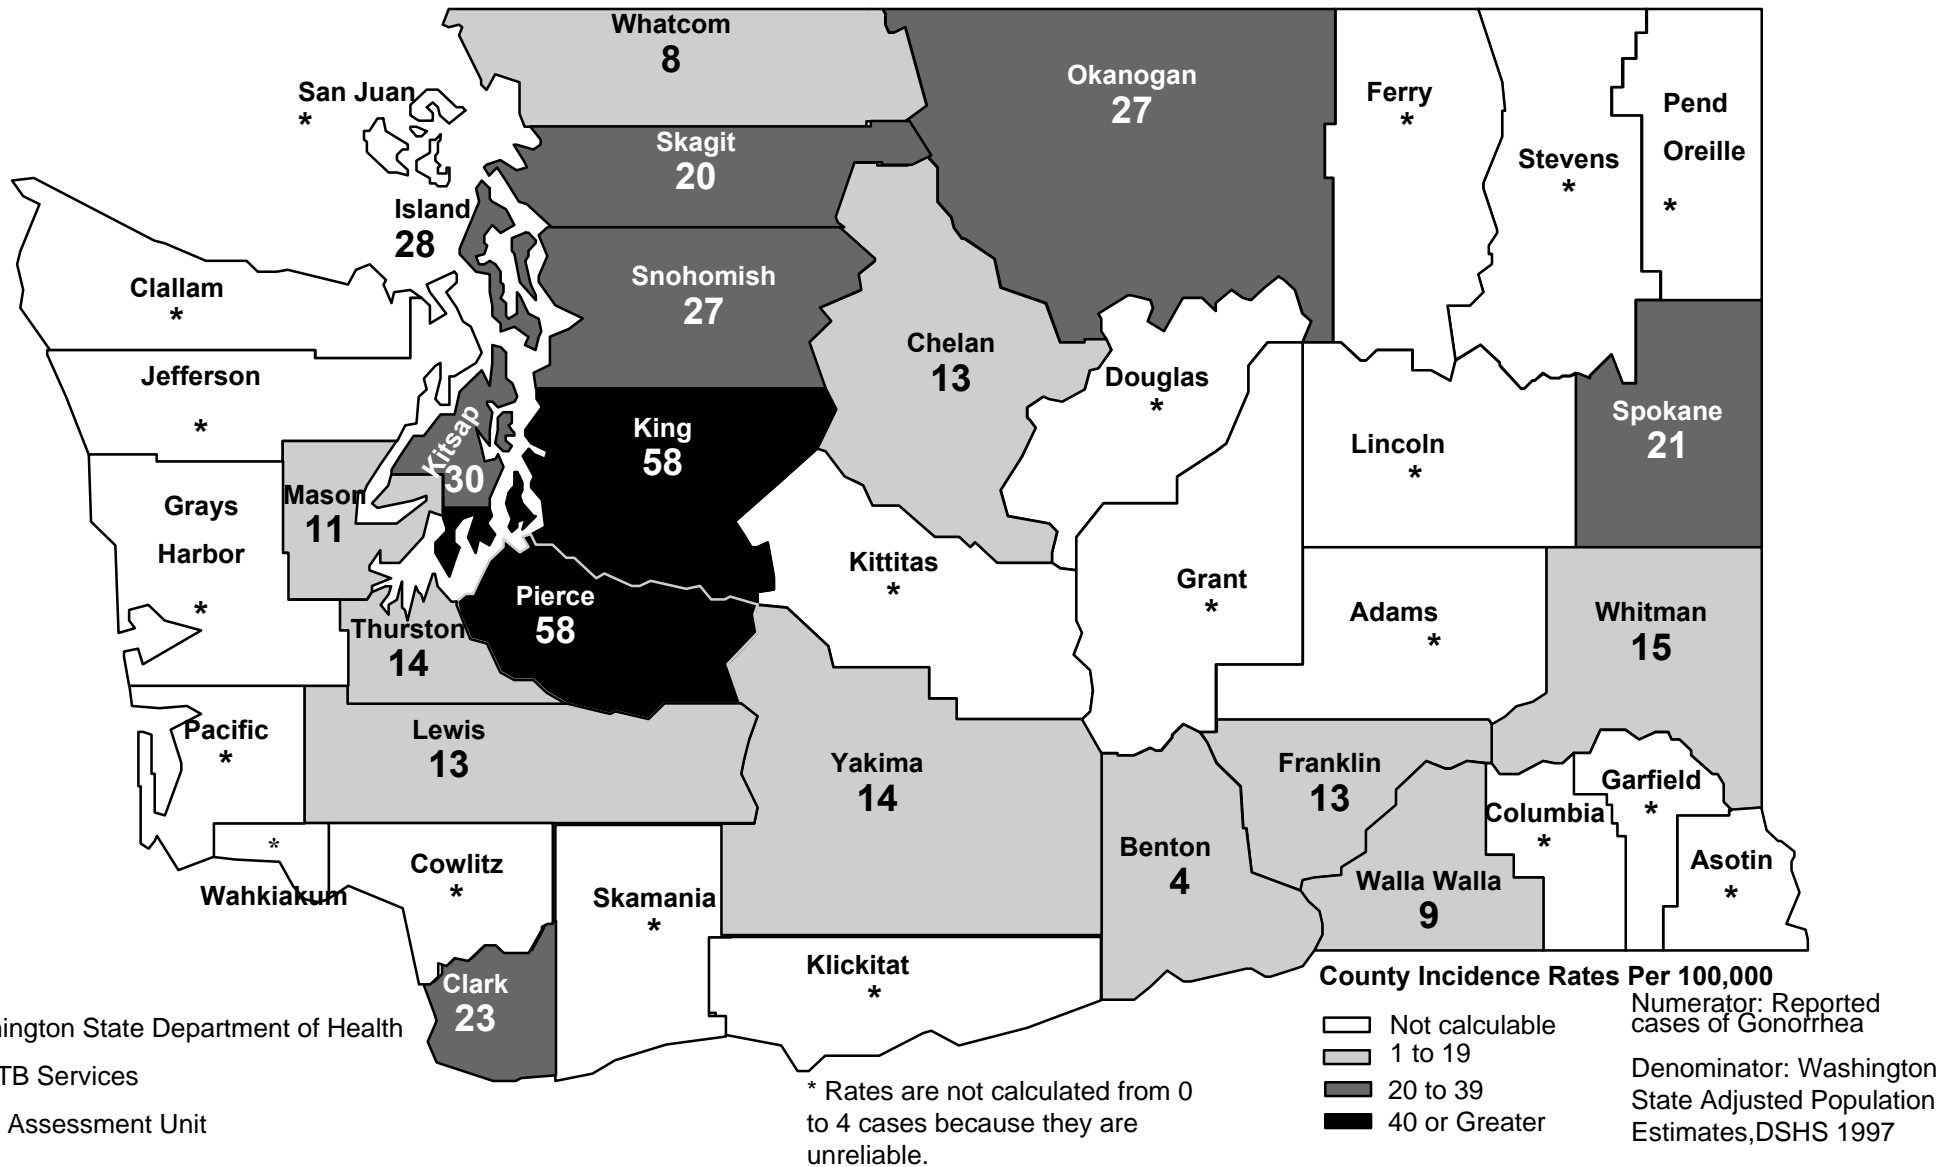 Whatcom
8
Okanogan
27
Ferry
*
Stevens
*
Pend
Oreille
*
San Juan
*
Skagit
20
Island
28
Snohomish
27
Clallam
*
Chelan
13
Douglas
*
Jefferson
*
Kitsap
30
King
58
Lincoln
*
Spokane
21
Grays
Harbor
*
Mason
11
Kittitas
*
Grant
*
Adams
*
Whitman
15
Pierce
58
Thurston
14
Pacific
*
Lewis
13
Yakima
14
Franklin
13
Garfield
*
Columbia
*
Benton
4
Walla Walla
9
Asotin
*
*
Wahkiakum
Cowlitz
*
Skamania
*
Klickitat
*
Clark
23
County Incidence Rates Per 100,000
Not calculable
1 to 19
20 to 39
40 or Greater
Numerator: Reported
cases of Gonorrhea
Denominator: Washington
State Adjusted Population
Estimates,DSHS 1997
hington State Department of Health
TB Services
Assessment Unit
* Rates are not calculated from 0
to 4 cases because they are
unreliable.